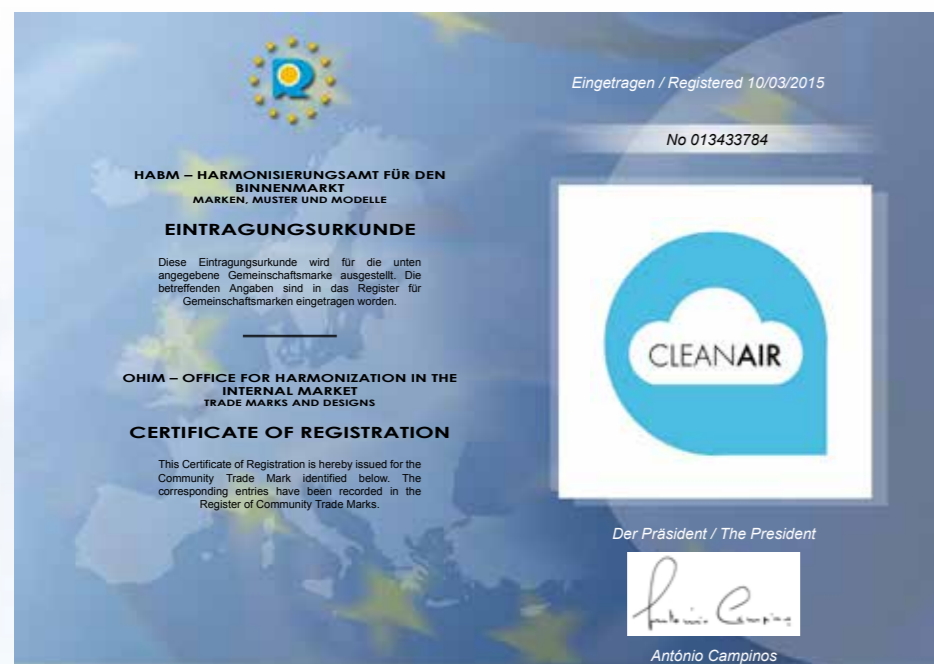 HABM – HARMONISIERUNGSAMT FÜR DEN
BINNENMARKT
MARKEN, MUSTER UND MODELLE
EINTRAGUNGSURKUNDE
Diese Eintragungsurkunde wird für die unten
angegebene Gemeinschaftsmarke ausgestellt. Die
betreffenden Angaben sind in das Register für
Gemeinschaftsmarken eingetragen worden.
OHIM – OFFICE FOR HARMONIZATION IN THE
INTERNAL MARKET
TRADE MARKS AND DESIGNS
CERTIFICATE OF REGISTRATION
This Certificate of Registration is hereby issued for the
Community Trade Mark identified below. The
corresponding entries have been recorded in the
Register of Community Trade Marks.
Eingetragen / Registered 10/03/2015
No 013433784
CLEANAIR
Der Präsident / The President
António Campinos
António Campinos